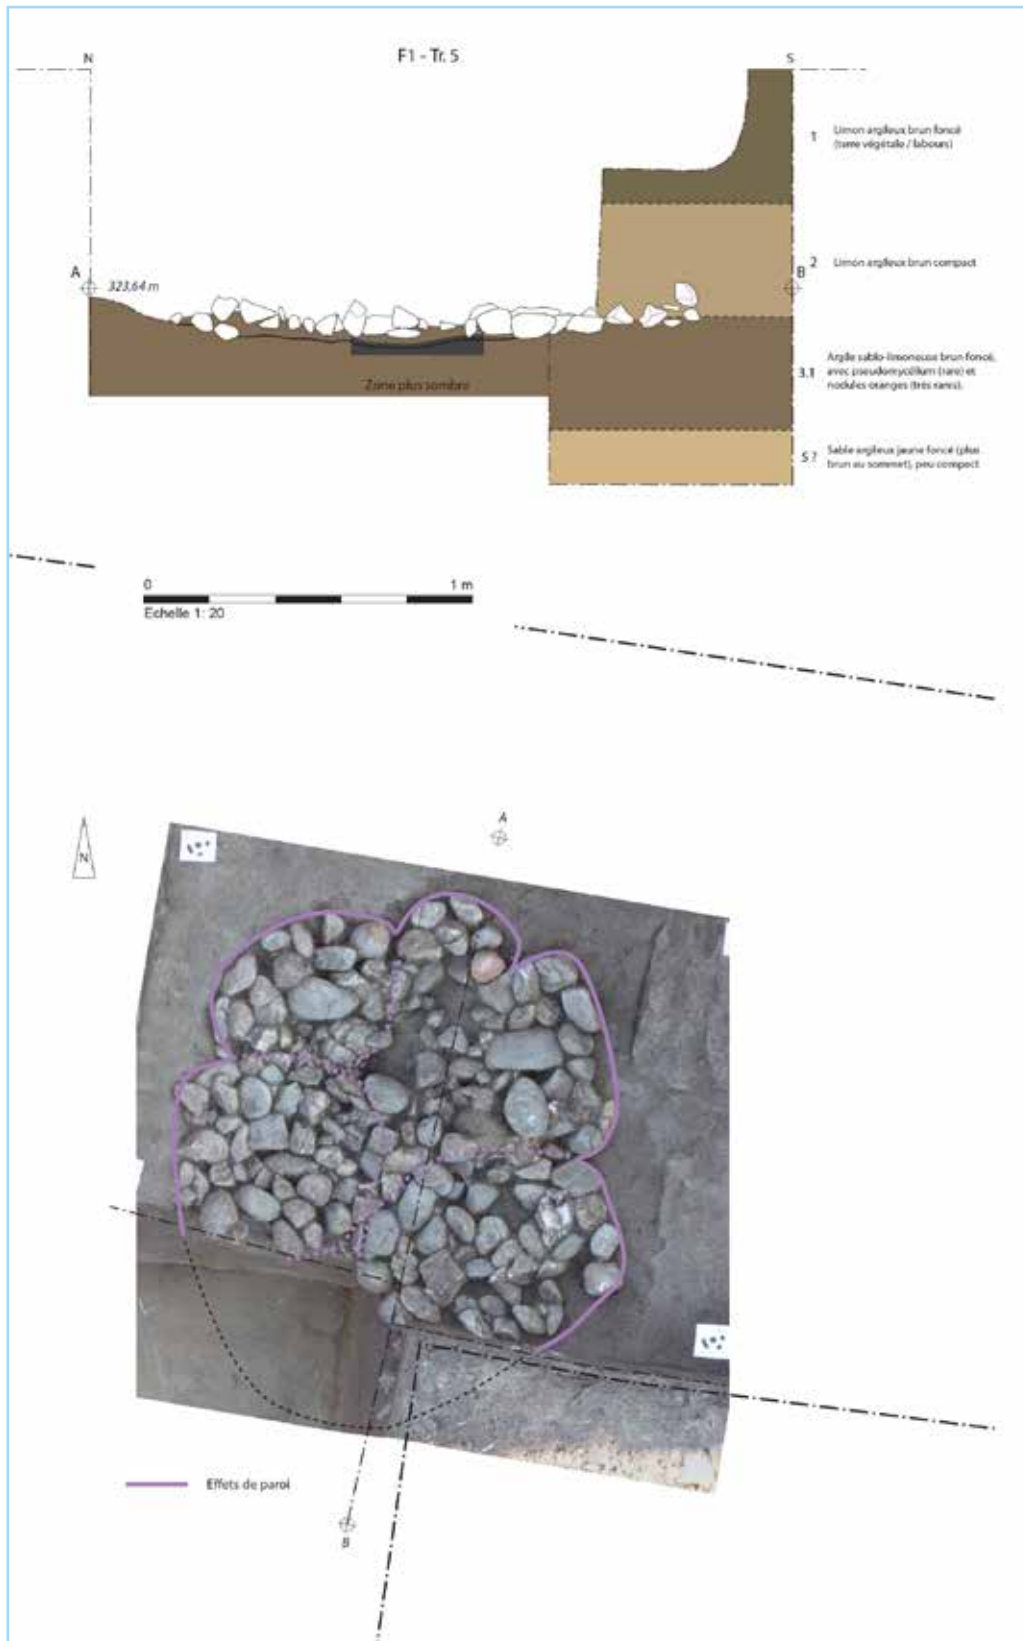 F1 - Tr. 5
N
S
1 Limon argileux brun foncé
(terre végétale / labours)
A
323,64 m
B
2 Limon argileux brun compact
3.1 Argile sablo-limoneuse brun foncé,
avec pseudomycélium (rare) et
nodules oranges (très rares).
Zone plus sombre
5 ? Sable argileux jaune foncé (plus
brun au sommet), peu compact
0 1 m
Echelle 1: 20
A
N
Effets de paroi
B